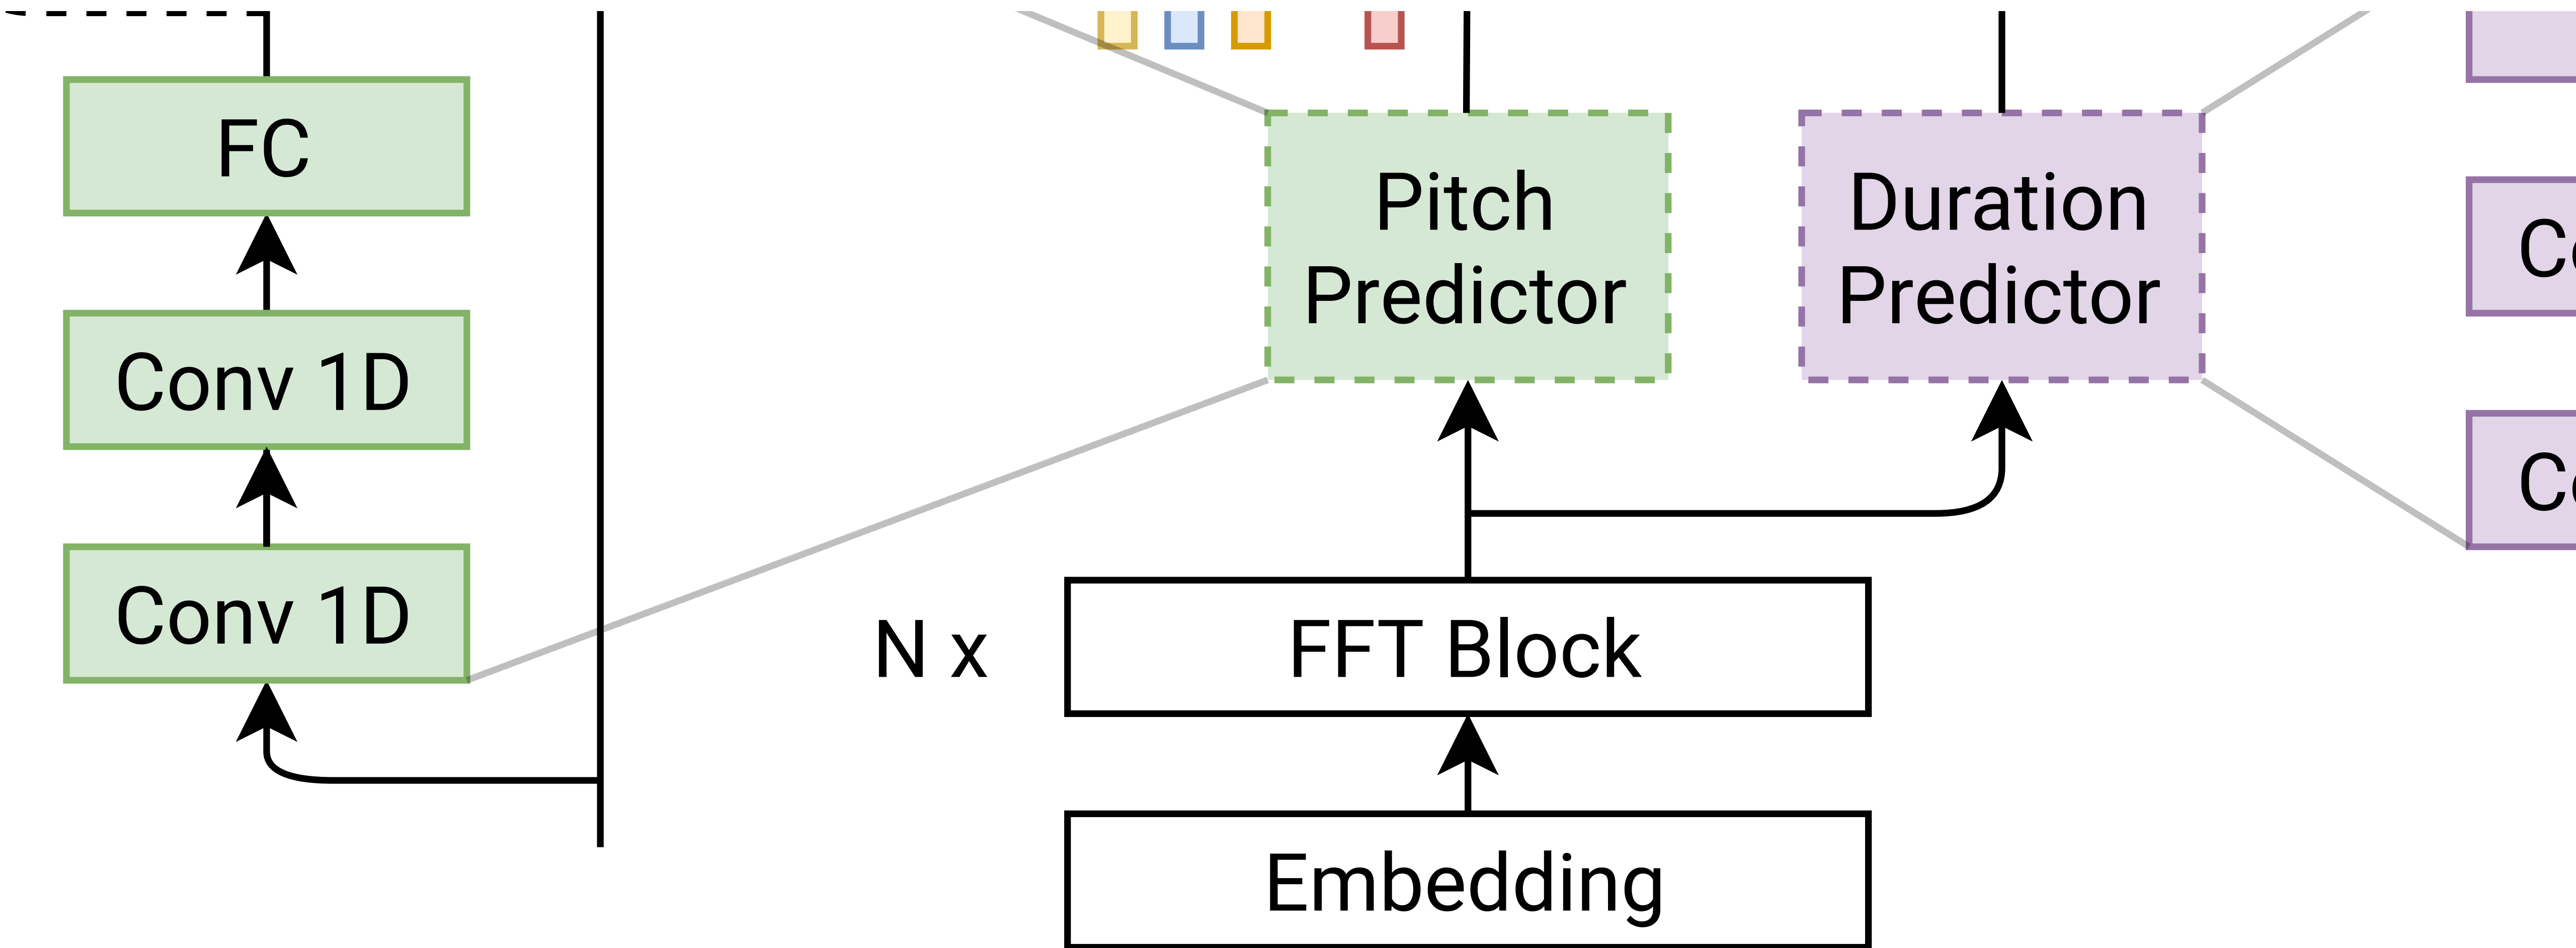 FC
Conv 1D
Conv 1D
Pitch
Predictor
Duration
Predictor
N x
FFT Block
Embedding